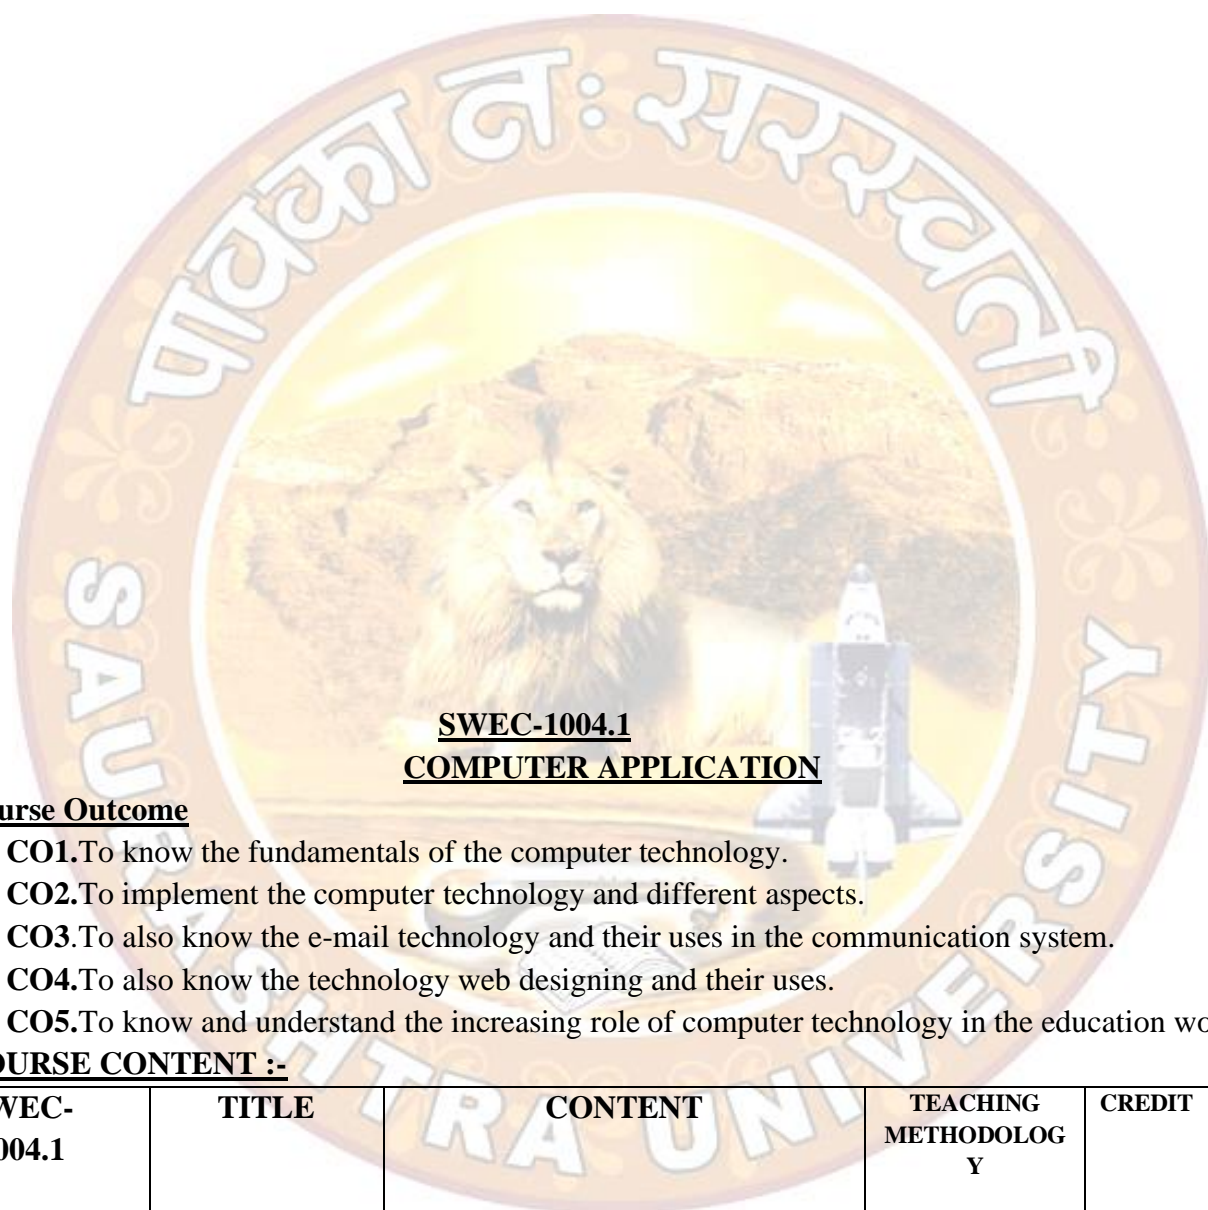 पावका नः सरस्वती
SAURASHTRA UNIVERSITY
SWEC-1004.1
COMPUTER APPLICATION
urse Outcome
CO1.To know the fundamentals of the computer technology.
CO2.To implement the computer technology and different aspects.
CO3.To also know the e-mail technology and their uses in the communication system.
CO4.To also know the technology web designing and their uses.
CO5.To know and understand the increasing role of computer technology in the education wo
OURSE CONTENT :-
WEC- TITLE CONTENT TEACHING CREDIT
004.1 METHODOLOG
Y